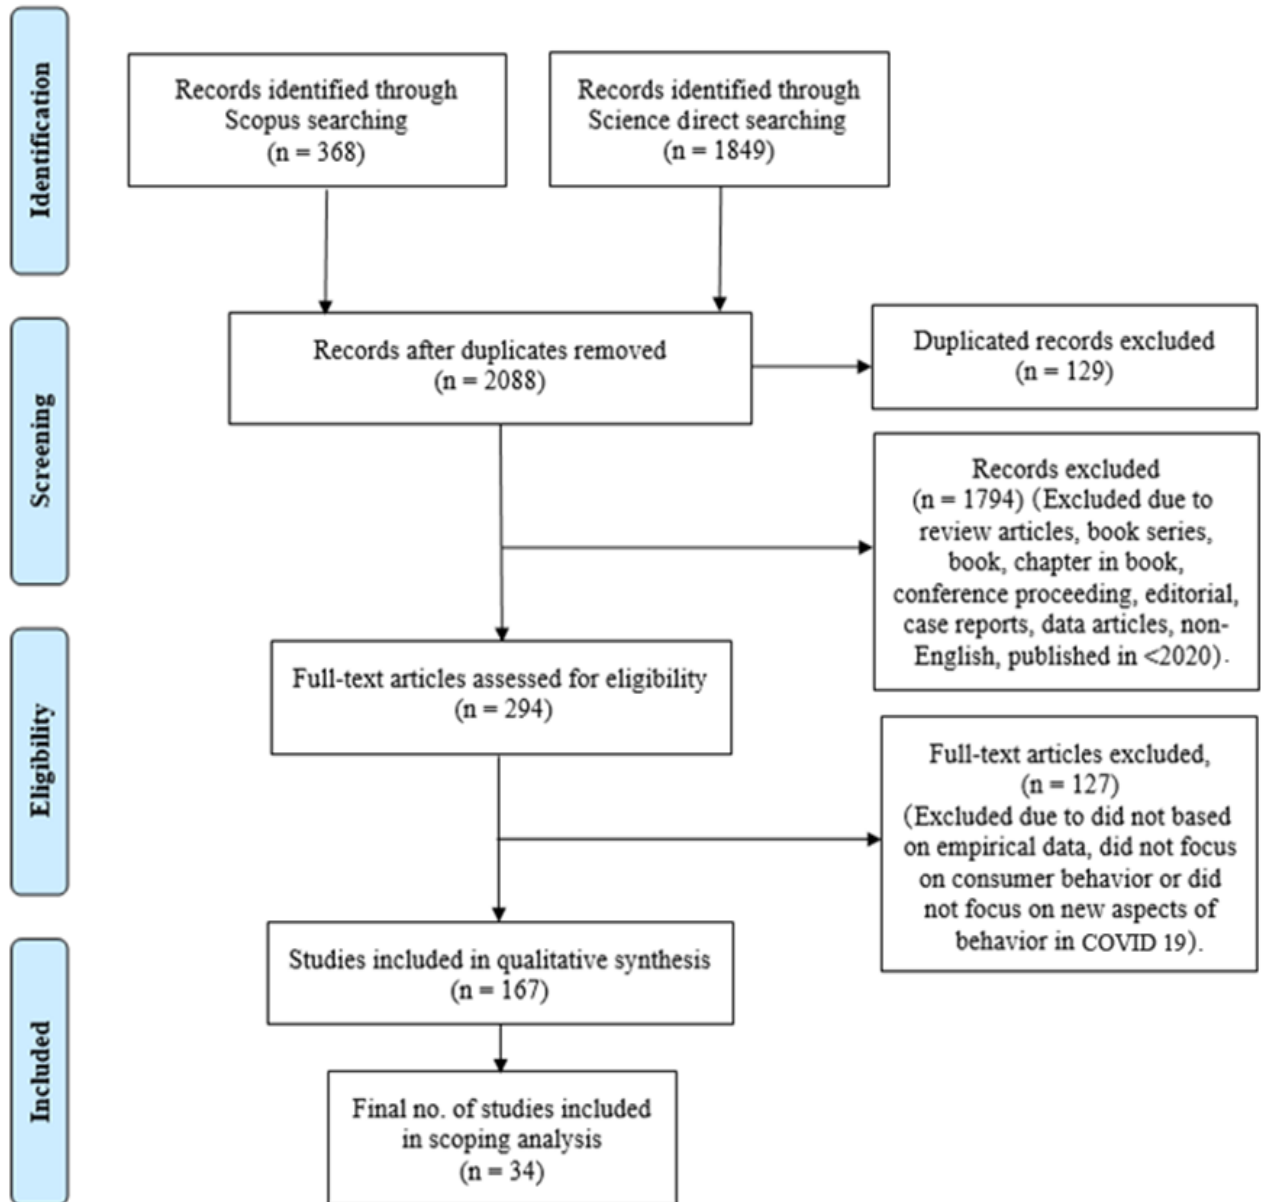 Identification
Records identified through
Scopus searching
(n = 368)
Records identified through
Science direct searching
(n = 1849)
Screening
Records after duplicates removed
(n = 2088)
Duplicated records excluded
(n = 129)
Records excluded
(n = 1794) (Excluded due to
review articles, book series,
book, chapter in book,
conference proceeding, editorial,
case reports, data articles, non-
English, published in <2020).
Eligibility
Full-text articles assessed for eligibility
(n = 294)
Full-text articles excluded,
(n = 127)
(Excluded due to did not based
on empirical data, did not focus
on consumer behavior or did
not focus on new aspects of
behavior in COVID 19).
Included
Studies included in qualitative synthesis
(n = 167)
Final no. of studies included
in scoping analysis
(n = 34)